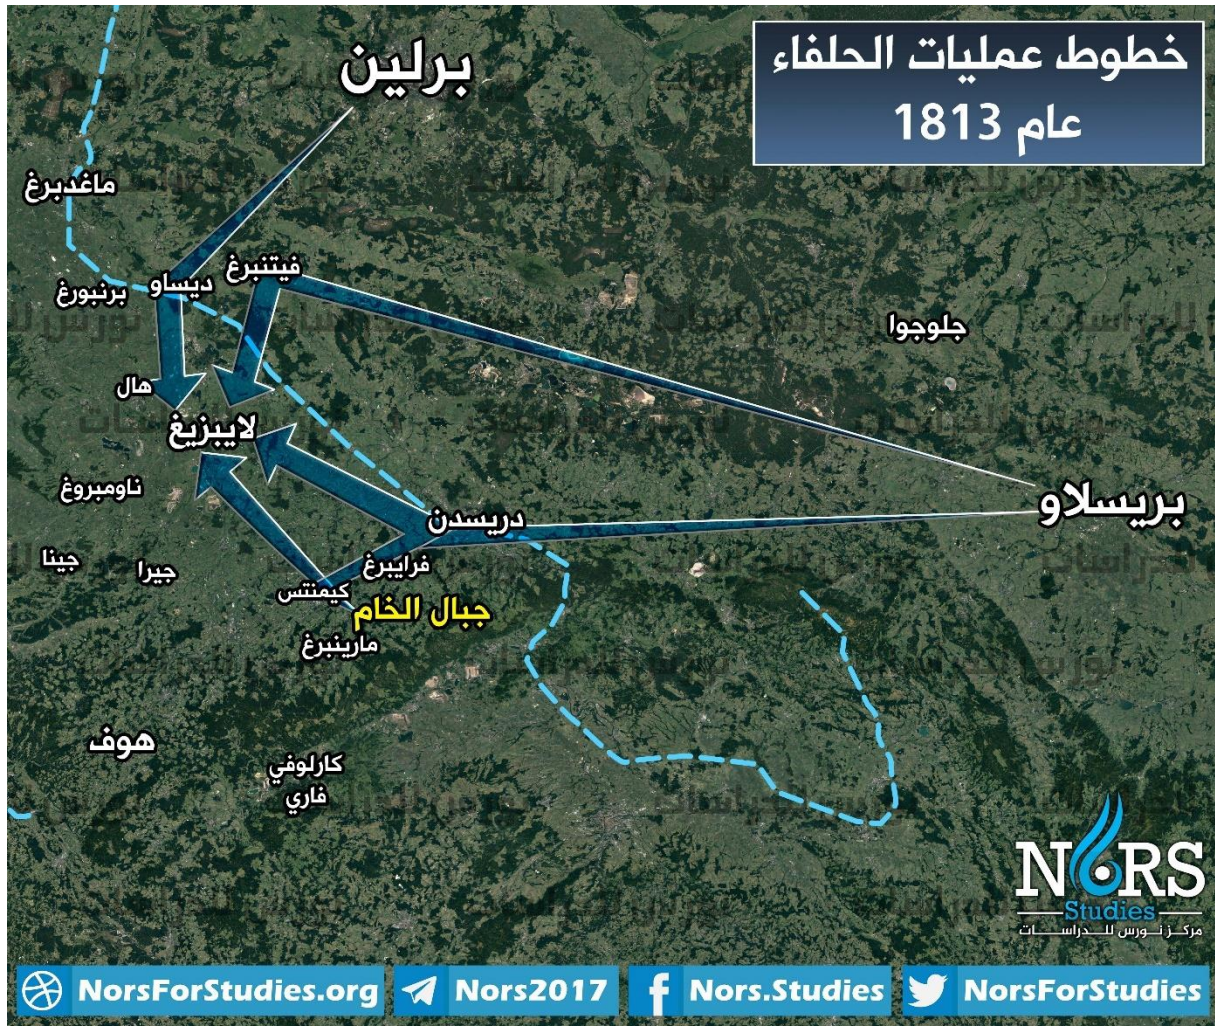 خطوط عمليات الحلفاء
عام 1813
برلين
ماغدبرغ
فيتنبرغ
ديساو
برنبورغ
جلوجوا
هال
لايبزيغ
ناومبروغ
بريسلاو
دريسدن
جينا
جيرا
فرايبرغ
كيمنتس
جبال الخام
مارينبرغ
هوف
كارلوفي
فاري
NORS
Studies
مركز نورس للدراسات
NorsForStudies.org
Nors2017
Nors.Studies
NorsForStudies